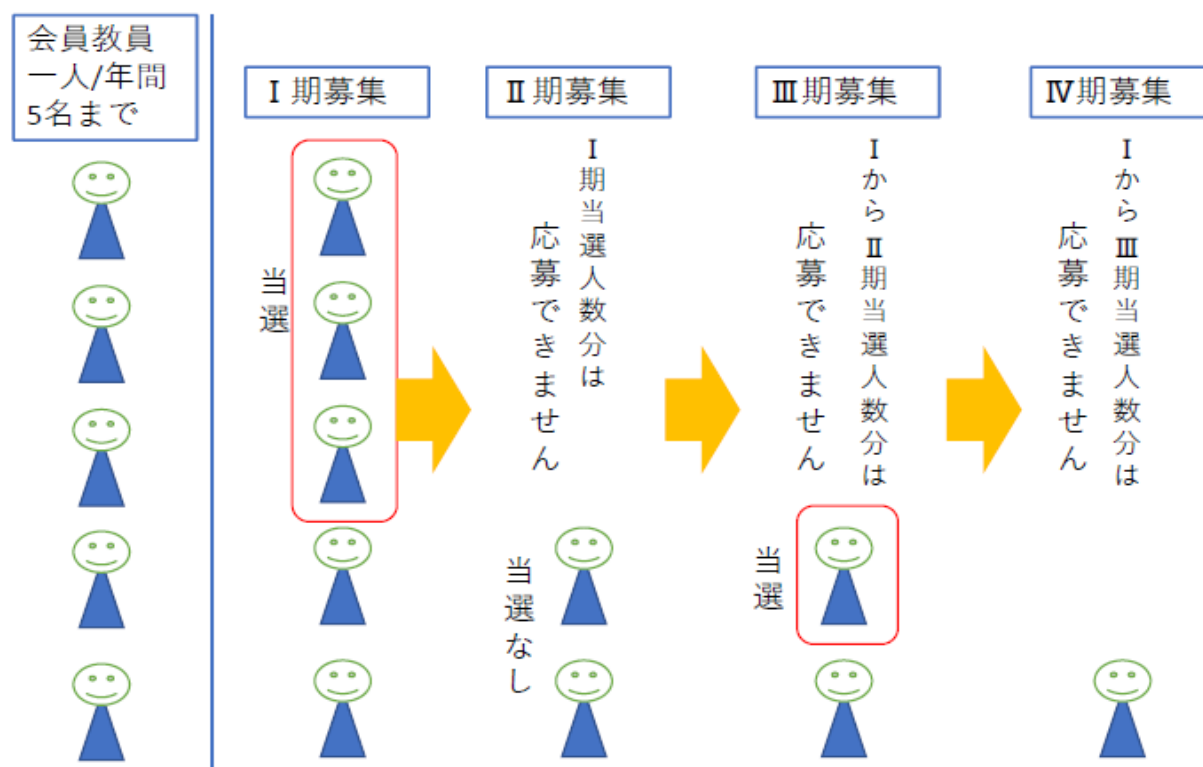 会員教員
一人/年間
5名まで
Ⅰ期募集
Ⅱ期募集
Ⅲ期募集
Ⅳ期募集
当選
Ⅰ期当選人数分は
応募できません
当選なし
ⅠからⅡ期当選人数分は
応募できません
当選
ⅠからⅢ期当選人数分は
応募できません